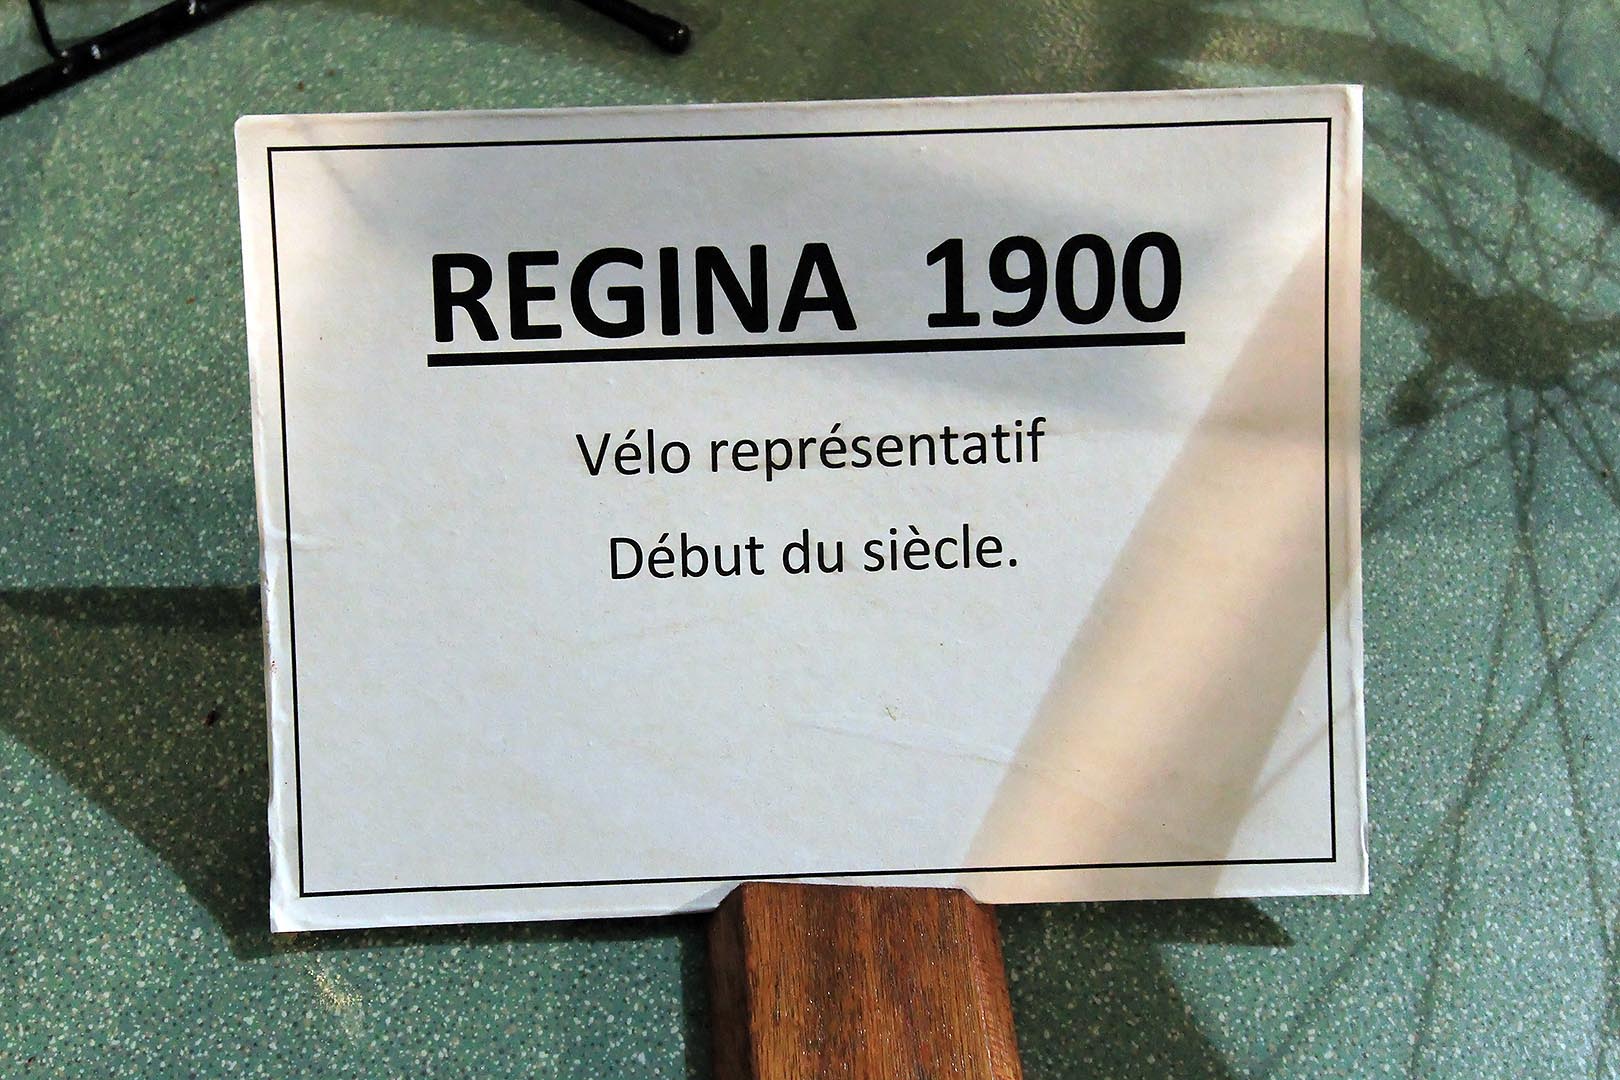 REGINA 1900
Vélo représentatif
Début du siècle.